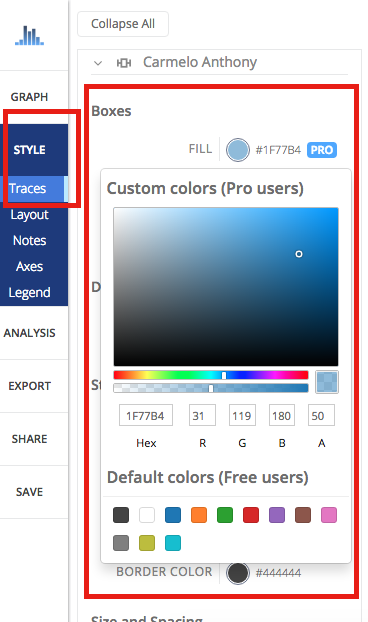 Collapse All
Carmelo Anthony
GRAPH
STYLE
Traces
Layout
Notes
Axes
Legend
ANALYSIS
EXPORT
SHARE
SAVE
Boxes
FILL #1F77B4 PRO
Custom colors (Pro users)
D
St
1F77B4 31 119 180 50
Hex R G B A
Default colors (Free users)
BORDER COLOR #444444
Size and Spacing